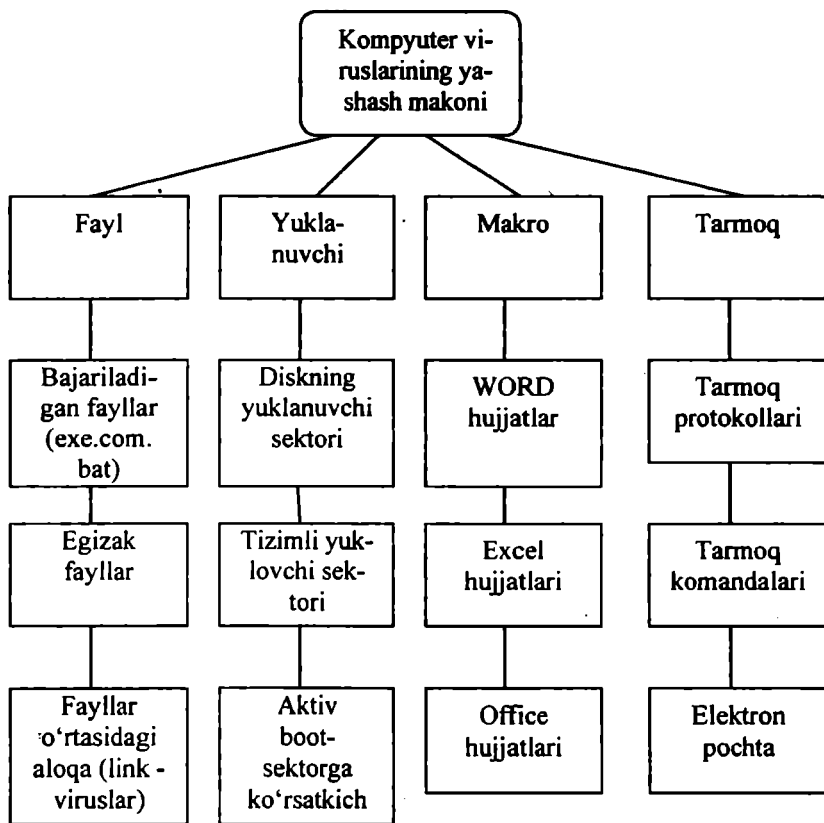 Kompyuter vi-
ruslarining ya-
shash makoni
Fayl
Yukla-
nuvchi
Makro
Tarmoq
Bajariladi-
gan fayllar
(exe.com.
bat)
Diskning
yuklanuvchi
sektori
WORD
hujjatlar
Tarmoq
protokollari
Egizak
fayllar
Tizimli yuk-
lovchi sek-
tori
Excel
hujjatlari
Tarmoq
komandalari
Fayllar
o‘rtasidagi
aloqa (link -
viruslar)
Aktiv
boot-
sektorga
ko‘rsatkich
Office
hujjatlari
Elektron
pochta